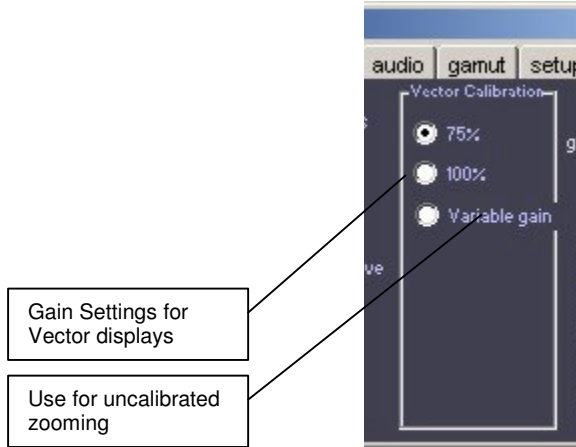 audio gamut setup
Vector Calibration
s
75%
g
100%
Variable gain
ve
Gain Settings for
Vector displays
Use for uncalibrated
zooming